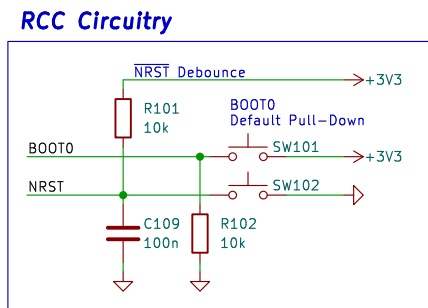 RCC Circuitry
NRST Debounce
+3V3
R101
10k
BOOT0
Default Pull-Down
BOOT0
SW101
+3V3
NRST
SW102
C109
100n
R102
10k